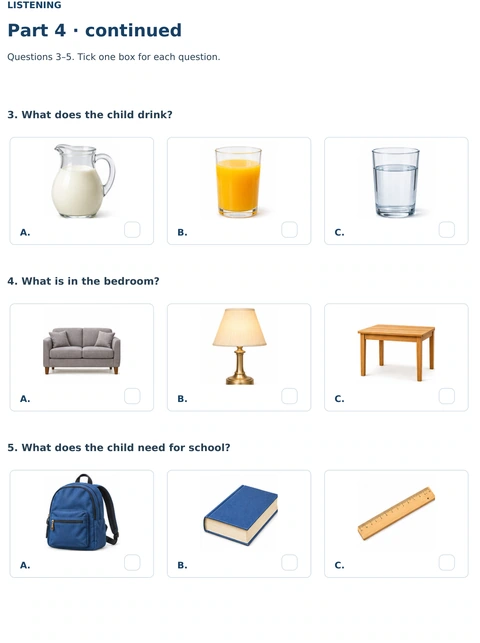 LISTENING
Part 4 · continued
Questions 3–5. Tick one box for each question.
3. What does the child drink?
A.
B.
C.
4. What is in the bedroom?
A.
B.
C.
5. What does the child need for school?
A.
B.
C.